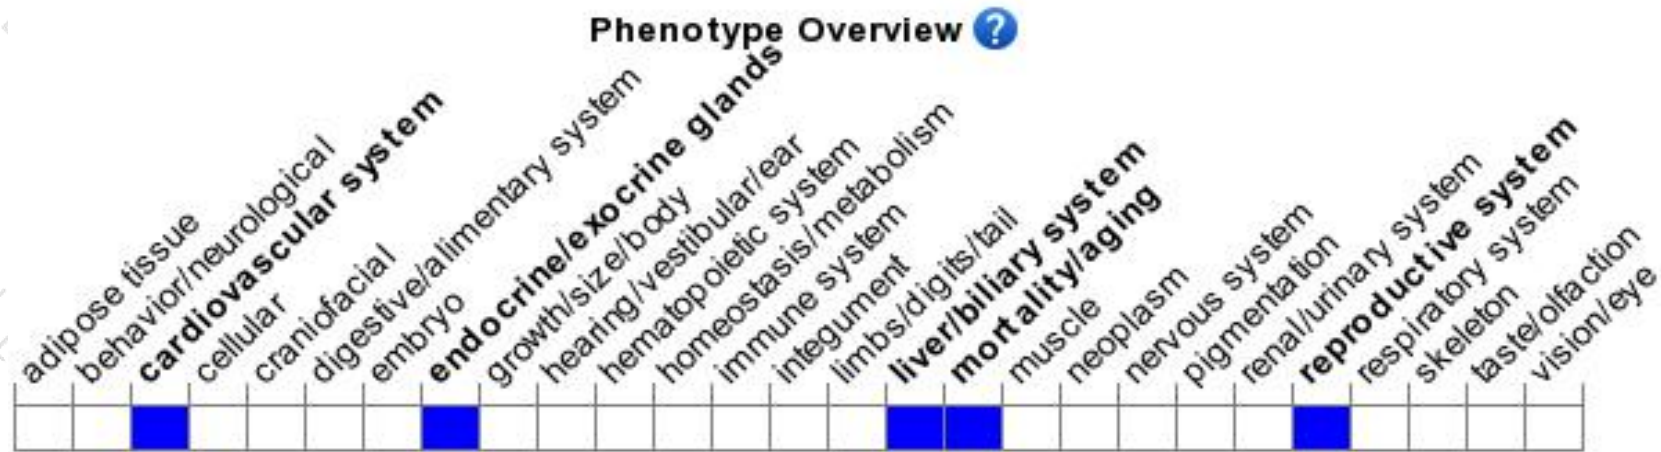 Phenotype Overview ?
adipose tissue
behavior/neurological
cardiovascular system
cellular
craniofacial
digestive/alimentary system
embryo
endocrine/exocrine glands
growth/size/body
hearing/vestibular/ear
hematopoietic system
homeostasis/metabolism
immune system
integument
limbs/digits/tail
liver/biliary system
mortality/aging
muscle
neoplasm
nervous system
pigmentation
renal/urinary system
reproductive system
respiratory system
skeleton
taste/olfaction
vision/eye